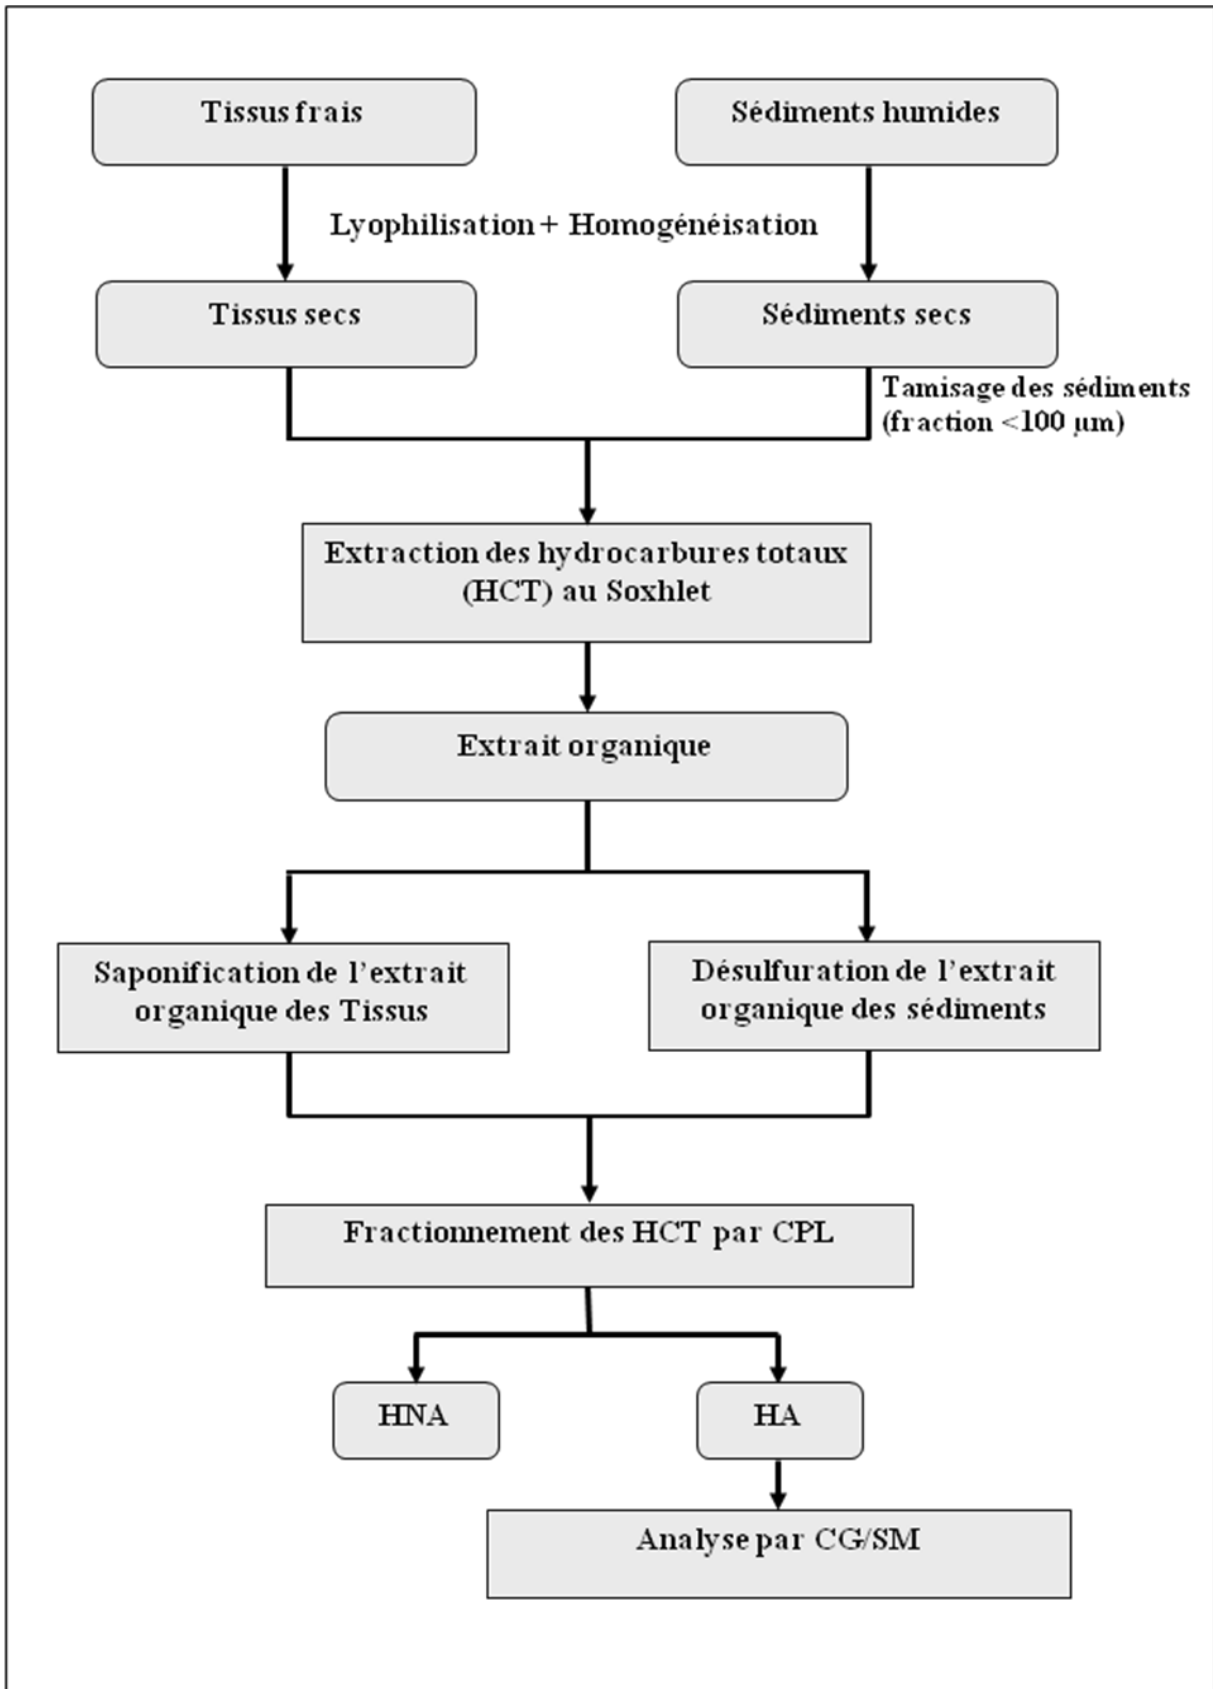 Tissus frais
Sédiments humides
Lyophilisation + Homogénéisation
Tissus secs
Sédiments secs
Tamisage des sédiments
(fraction <100 µm)
Extraction des hydrocarbures totaux
(HCT) au Soxhlet
Extrait organique
Saponification de l’extrait
organique des Tissus
Désulfuration de l’extrait
organique des sédiments
Fractionnement des HCT par CPL
HNA
HA
Analyse par CG/SM